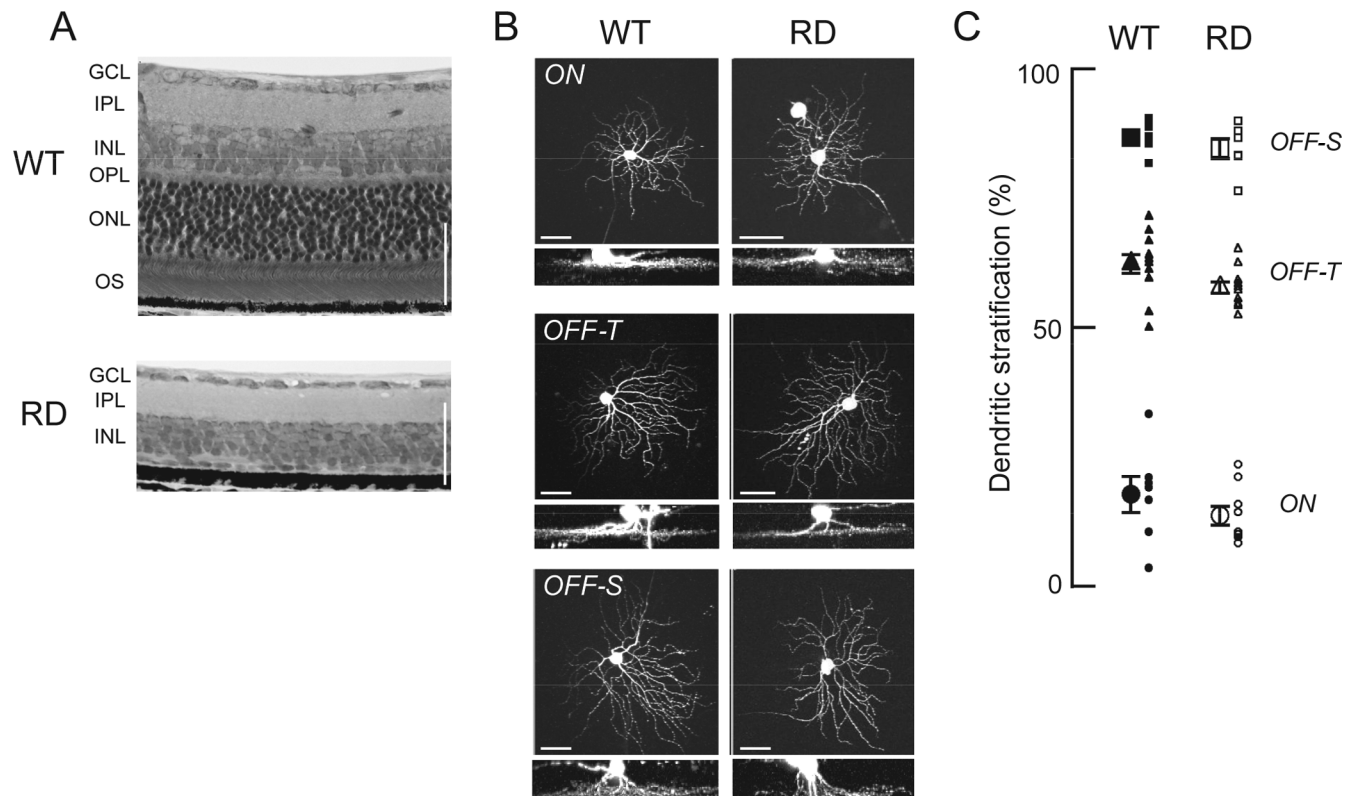 A
WT
GCL
IPL
INL
OPL
ONL
OS
RD
GCL
IPL
INL
B
WT
RD
ON
OFF-T
OFF-S
C
WT
RD
Dendritic stratification (%)
100
50
0
OFF-S
OFF-T
ON